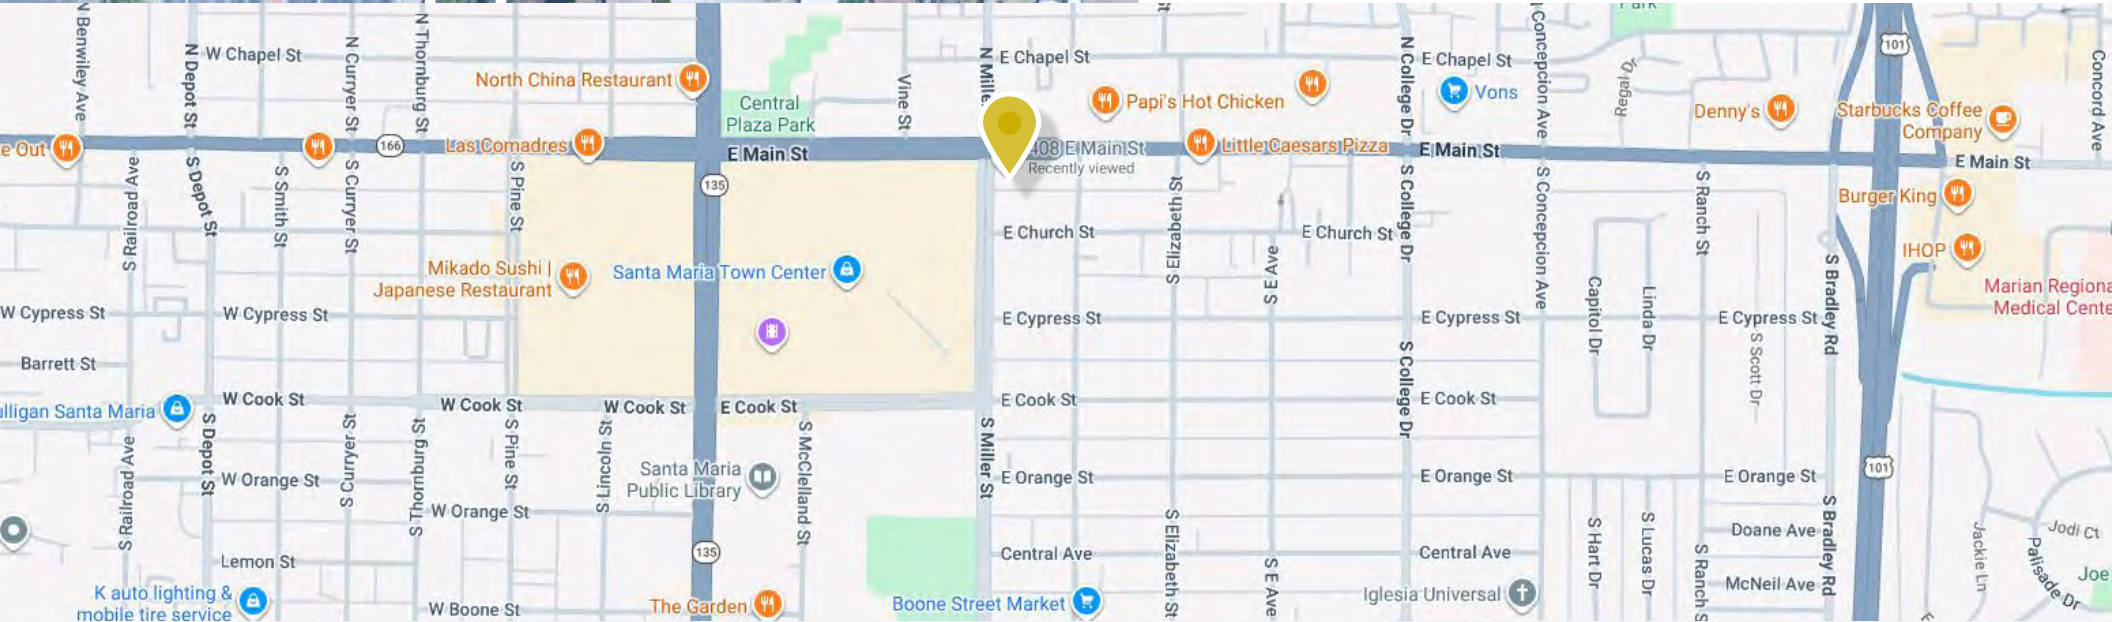 N Benwiley Ave
N Depot St
W Chapel St
N Curryer St
N Thornburg St
North China Restaurant
Central
Plaza Park
Vine St
E Chapel St
Papi's Hot Chicken
N College Dr
E Chapel St
Vons
Regel Dr
Denny's
101
Starbucks Coffee
Company
Concord Ave
e Out
166
Las Comadres
E Main St
408 E Main St
Recently viewed
Little Caesars Pizza
E Main St
E Main St
135
S Railroad Ave
S Depot St
S Smith St
S Curryer St
S Pine St
S Elizabeth St
S College Dr
S Concepcion Ave
S Ranch St
Burger King
E Church St
E Church St
IHOP
Mikado Sushi |
Japanese Restaurant
Santa Maria Town Center
S E Ave
Capitol Dr
Linda Dr
S Bradley Rd
Marian Regiona
Medical Cente
W Cypress St
W Cypress St
E Cypress St
E Cypress St
E Cypress St
S Scott Dr
Barrett St
S College Dr
lligan Santa Maria
W Cook St
W Cook St
W Cook St
E Cook St
E Cook St
E Cook St
S Railroad Ave
S Depot St
S Curryer St
S Thornburg St
S Pine St
S Lincoln St
Santa Maria
Public Library
S McClelland St
S Miller St
W Orange St
W Orange St
E Orange St
E Orange St
E Orange St
101
135
S Elizabeth St
S E Ave
Central Ave
Central Ave
S Hart Dr
S Lucas Dr
S Ranch S
Doane Ave
S Bradley Rd
McNeil Ave
Jackie Ln
Jodi Ct
Palisade Dr
Joe
Lemon St
K auto lighting &
mobile tire service
W Boone St
The Garden
Boone Street Market
Iglesia Universal